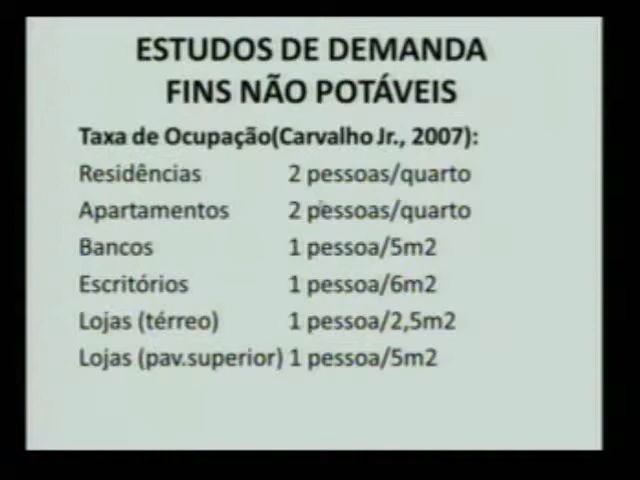 ESTUDOS DE DEMANDA
FINS NÃO POTÁVEIS
Taxa de Ocupação(Carvalho Jr., 2007):
Residências 2 pessoas/quarto
Apartamentos 2 pessoas/quarto
Bancos 1 pessoa/5m2
Escritórios 1 pessoa/6m2
Lojas (térreo) 1 pessoa/2,5m2
Lojas (pav.superior) 1 pessoa/5m2